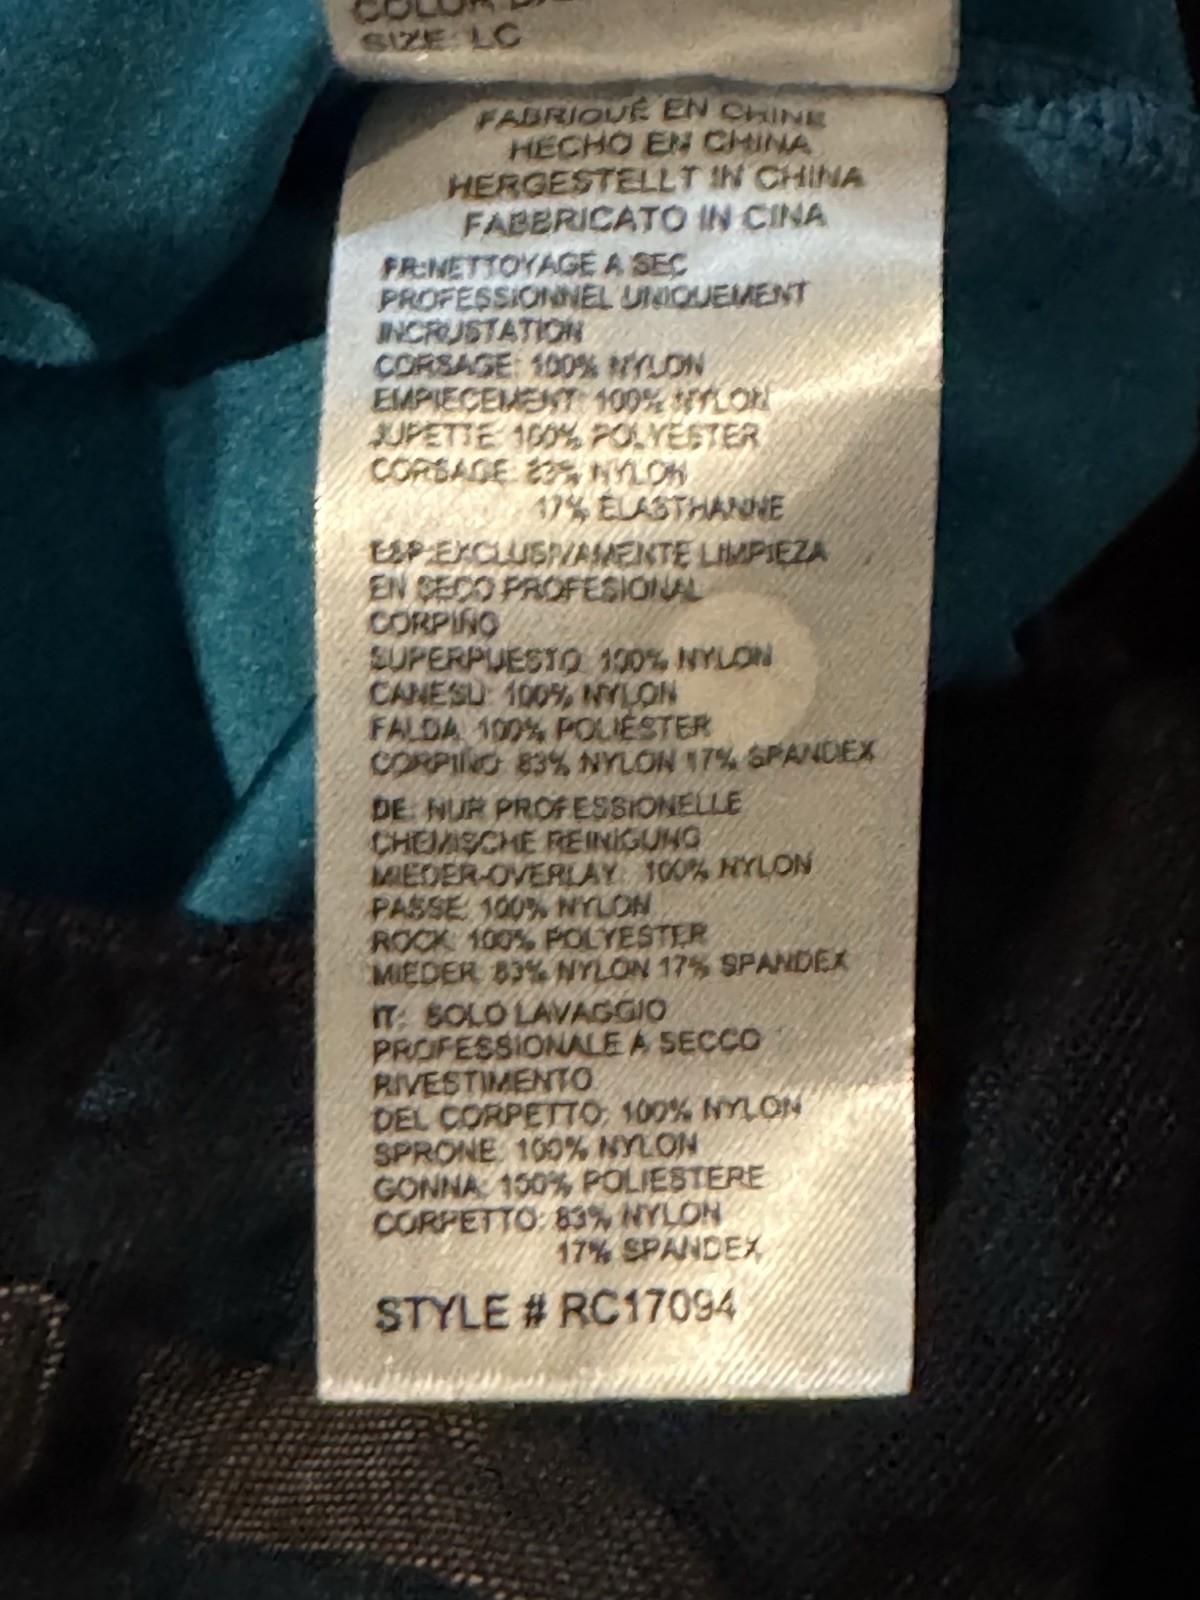 COLOR
SIZE: LC
FABRIQUÉ EN CHINE
HECHO EN CHINA
HERGESTELLT IN CHINA
FABBRICATO IN CINA
FR:NETTOYAGE A SEC
PROFESSIONNEL UNIQUEMENT
INCRUSTATION
CORSAGE: 100% NYLON
EMPIECEMENT: 100% NYLON
JUPETTE: 100% POLYESTER
CORSAGE: 83% NYLON
17% ÉLASTHANNE
ESP:EXCLUSIVAMENTE LIMPIEZA
EN SECO PROFESIONAL
CORPIÑO
SUPERPUESTO: 100% NYLON
CANESU: 100% NYLON
FALDA: 100% POLIÉSTER
CORPIÑO: 83% NYLON 17% SPANDEX
DE: NUR PROFESSIONELLE
CHEMISCHE REINIGUNG
MIEDER-OVERLAY: 100% NYLON
PASSE: 100% NYLON
ROCK: 100% POLYESTER
MIEDER: 83% NYLON 17% SPANDEX
IT: SOLO LAVAGGIO
PROFESSIONALE A SECCO
RIVESTIMENTO
DEL CORPETTO: 100% NYLON
SPRONE: 100% NYLON
GONNA: 100% POLIESTERE
CORPETTO: 83% NYLON
17% SPANDEX
STYLE # RC17094